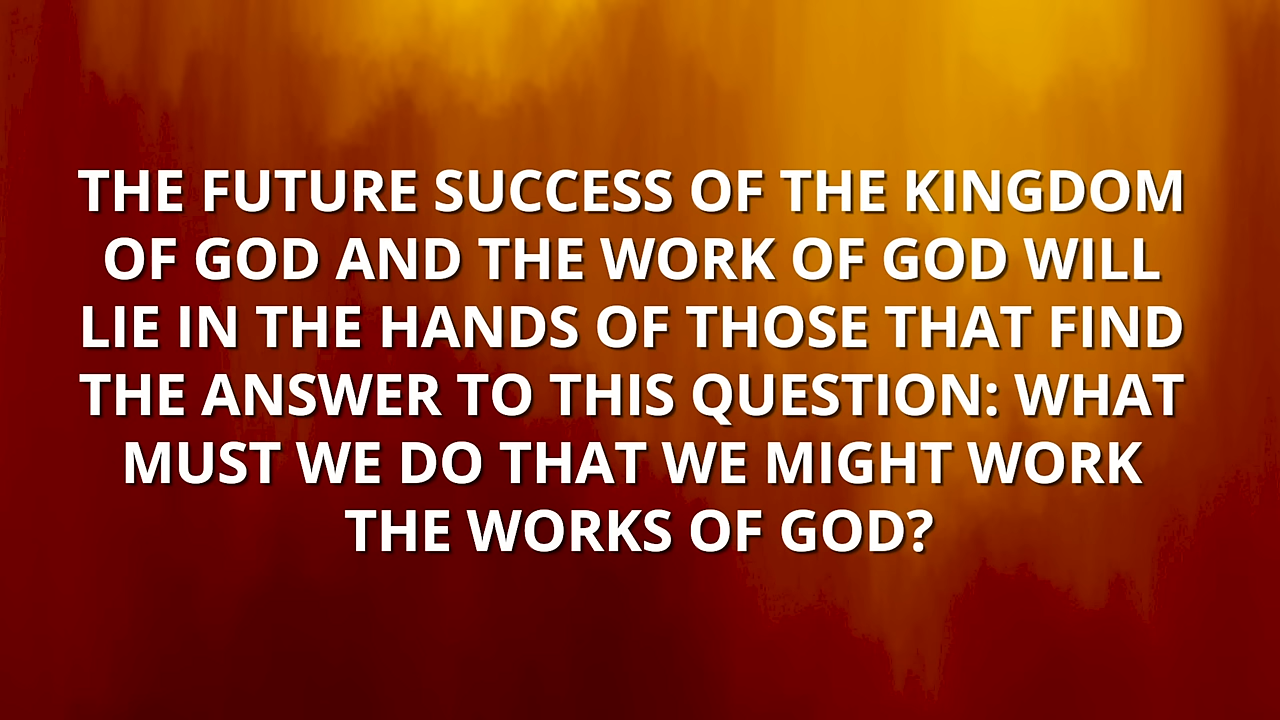 THE FUTURE SUCCESS OF THE KINGDOM
OF GOD AND THE WORK OF GOD WILL
LIE IN THE HANDS OF THOSE THAT FIND
THE ANSWER TO THIS QUESTION: WHAT
MUST WE DO THAT WE MIGHT WORK
THE WORKS OF GOD?